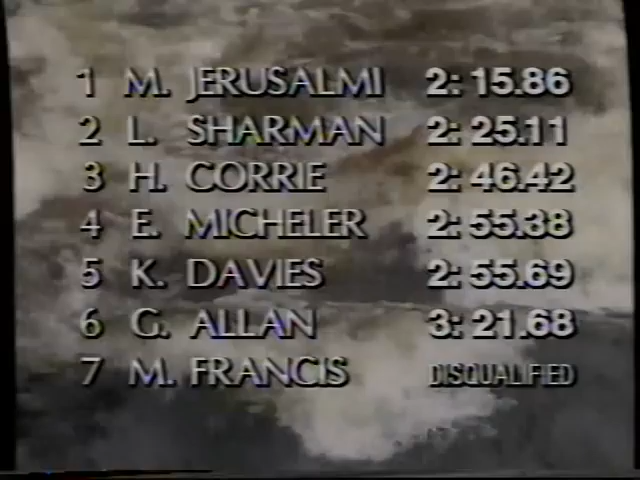 1 M. JERUSALMI 2: 15.86
2 L. SHARMAN 2: 25.11
3 H. CORRIE 2: 46.42
4 E. MICHELER 2: 55.38
5 K. DAVIES 2: 55.69
6 G. ALLAN 3: 21.68
7 M. FRANCIS DISQUALIFIED